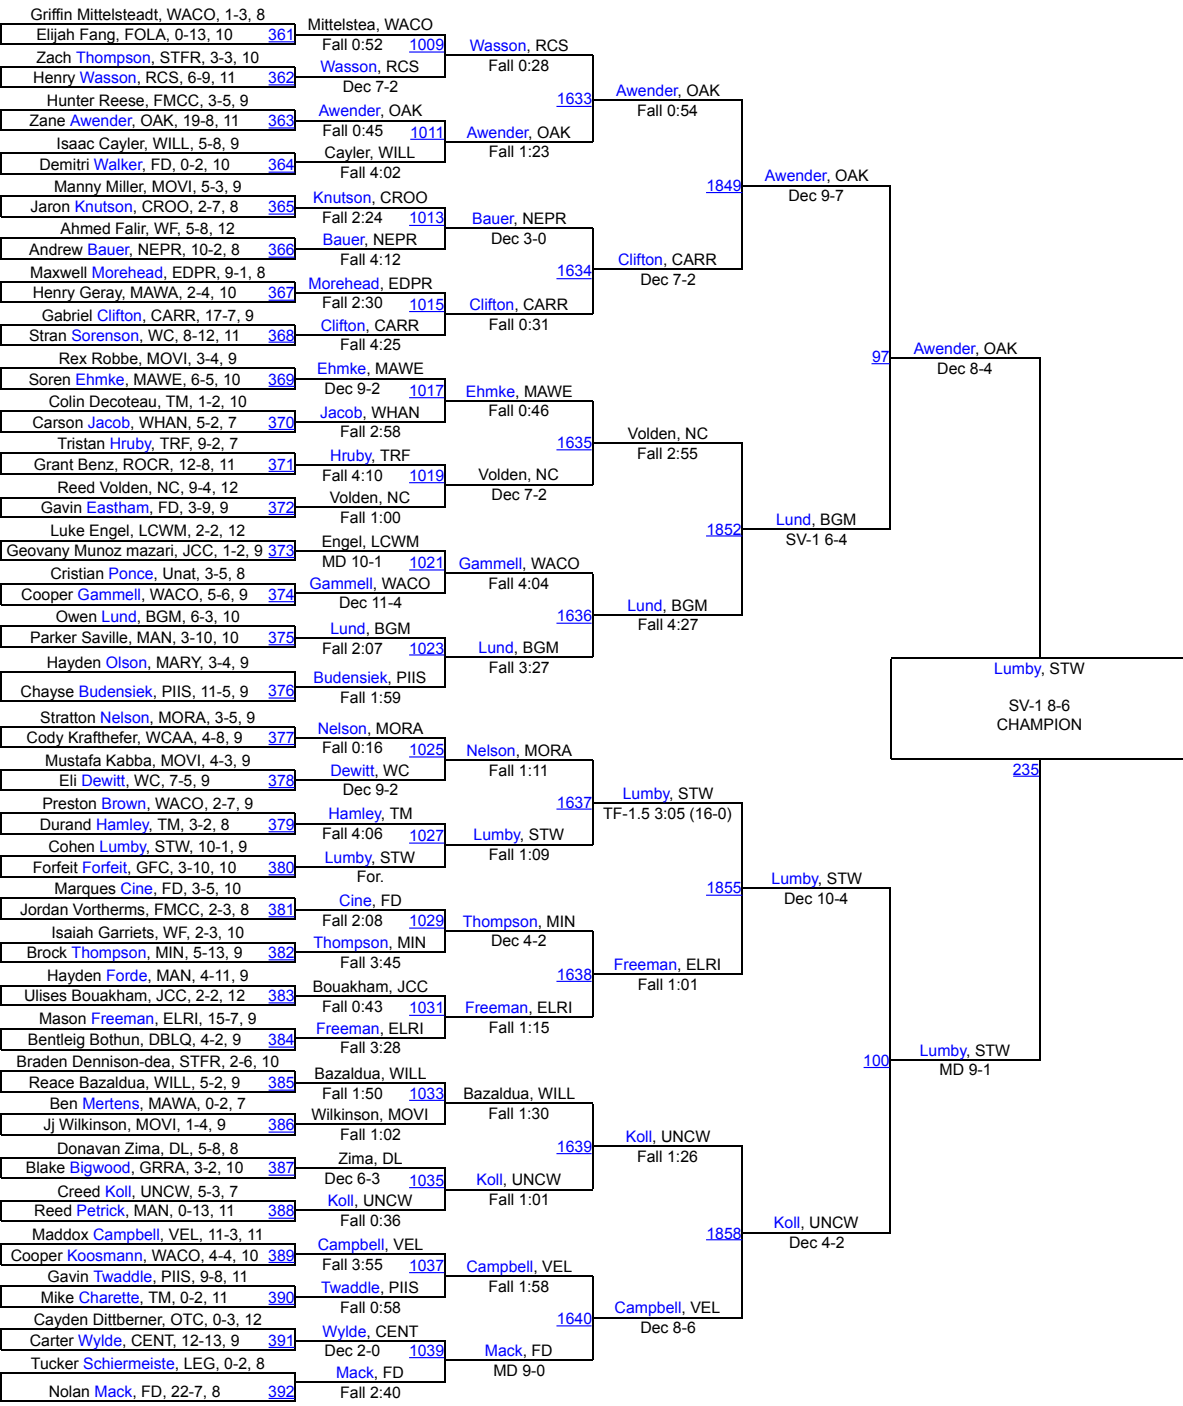 Griffin Mittelsteadt, WACO, 1-3, 8
Elijah Fang, FOLA, 0-13, 10 361
Zach Thompson, STFR, 3-3, 10
Henry Wasson, RCS, 6-9, 11 362
Hunter Reese, FMCC, 3-5, 9
Zane Awender, OAK, 19-8, 11 363
Isaac Cayler, WILL, 5-8, 9
Demitri Walker, FD, 0-2, 10 364
Manny Miller, MOVI, 5-3, 9
Jaron Knutson, CROO, 2-7, 8 365
Ahmed Falir, WF, 5-8, 12
Andrew Bauer, NEPR, 10-2, 8 366
Maxwell Morehead, EDPR, 9-1, 8
Henry Geray, MAWA, 2-4, 10 367
Gabriel Clifton, CARR, 17-7, 9
Stran Sorenson, WC, 8-12, 11 368
Rex Robbe, MOVI, 3-4, 9
Soren Ehmke, MAWE, 6-5, 10 369
Colin Decoteau, TM, 1-2, 10
Carson Jacob, WHAN, 5-2, 7 370
Tristan Hruby, TRF, 9-2, 7
Grant Benz, ROCR, 12-8, 11 371
Reed Volden, NC, 9-4, 12
Gavin Eastham, FD, 3-9, 9 372
Luke Engel, LCWM, 2-2, 12
Geovany Munoz mazari, JCC, 1-2, 9 373
Cristian Ponce, Unat, 3-5, 8
Cooper Gammell, WACO, 5-6, 9 374
Owen Lund, BGM, 6-3, 10
Parker Saville, MAN, 3-10, 10 375
Hayden Olson, MARY, 3-4, 9
Chayse Budensiek, PIIS, 11-5, 9 376
Stratton Nelson, MORA, 3-5, 9
Cody Krafthefer, WCAA, 4-8, 9 377
Mustafa Kabba, MOVI, 4-3, 9
Eli Dewitt, WC, 7-5, 9 378
Preston Brown, WACO, 2-7, 9
Durand Hamley, TM, 3-2, 8 379
Cohen Lumby, STW, 10-1, 9
Forfeit Forfeit, GFC, 3-10, 10 380
Marques Cine, FD, 3-5, 10
Jordan Vortherms, FMCC, 2-3, 8 381
Isaiah Garriets, WF, 2-3, 10
Brock Thompson, MIN, 5-13, 9 382
Hayden Forde, MAN, 4-11, 9
Ulises Bouakham, JCC, 2-2, 12 383
Mason Freeman, ELRI, 15-7, 9
Bentleig Bothun, DBLQ, 4-2, 9 384
Braden Dennison-dea, STFR, 2-6, 10
Reace Bazaldua, WILL, 5-2, 9 385
Ben Mertens, MAWA, 0-2, 7
Jj Wilkinson, MOVI, 1-4, 9 386
Donavan Zima, DL, 5-8, 8
Blake Bigwood, GRRA, 3-2, 10 387
Creed Koll, UNCW, 5-3, 7
Reed Petrick, MAN, 0-13, 11 388
Maddox Campbell, VEL, 11-3, 11
Cooper Koosmann, WACO, 4-4, 10 389
Gavin Twaddle, PIIS, 9-8, 11
Mike Charette, TM, 0-2, 11 390
Cayden Dittberner, OTC, 0-3, 12
Carter Wylde, CENT, 12-13, 9 391
Tucker Schiermeiste, LEG, 0-2, 8
Nolan Mack, FD, 22-7, 8 392
Mittelstea, WACO
Fall 0:52 1009
Wasson, RCS
Dec 7-2
Awender, OAK
Fall 0:45 1011
Cayler, WILL
Fall 4:02
Knutson, CROO
Fall 2:24 1013
Bauer, NEPR
Fall 4:12
Morehead, EDPR
Fall 2:30 1015
Clifton, CARR
Fall 4:25
Ehmke, MAWE
Dec 9-2 1017
Jacob, WHAN
Fall 2:58
Hruby, TRF
Fall 4:10 1019
Volden, NC
Fall 1:00
Engel, LCWM
MD 10-1 1021
Gammell, WACO
Dec 11-4
Lund, BGM
Fall 2:07 1023
Budensiek, PIIS
Fall 1:59
Nelson, MORA
Fall 0:16 1025
Dewitt, WC
Dec 9-2
Hamley, TM
Fall 4:06 1027
Lumby, STW
For.
Cine, FD
Fall 2:08 1029
Thompson, MIN
Fall 3:45
Bouakham, JCC
Fall 0:43 1031
Freeman, ELRI
Fall 3:28
Bazaldua, WILL
Fall 1:50 1033
Wilkinson, MOVI
Fall 1:02
Zima, DL
Dec 6-3 1035
Koll, UNCW
Fall 0:36
Campbell, VEL
Fall 3:55 1037
Twaddle, PIIS
Fall 0:58
Wylde, CENT
Dec 2-0 1039
Mack, FD
Fall 2:40
Wasson, RCS
Fall 0:28
1633
Awender, OAK
Fall 1:23
Bauer, NEPR
Dec 3-0
1634
Clifton, CARR
Fall 0:31
Ehmke, MAWE
Fall 0:46
1635
Volden, NC
Dec 7-2
Gammell, WACO
Fall 4:04
1636
Lund, BGM
Fall 3:27
Nelson, MORA
Fall 1:11
1637
Lumby, STW
Fall 1:09
Thompson, MIN
Dec 4-2
1638
Freeman, ELRI
Fall 1:15
Bazaldua, WILL
Fall 1:30
1639
Koll, UNCW
Fall 1:01
Campbell, VEL
Fall 1:58
1640
Mack, FD
MD 9-0
Awender, OAK
Fall 0:54
1849
Clifton, CARR
Dec 7-2
Volden, NC
Fall 2:55
1852
Lund, BGM
Fall 4:27
Lumby, STW
TF-1.5 3:05 (16-0)
1855
Freeman, ELRI
Fall 1:01
Koll, UNCW
Fall 1:26
1858
Campbell, VEL
Dec 8-6
Awender, OAK
Dec 9-7
97
Lund, BGM
SV-1 6-4
Lumby, STW
Dec 10-4
100
Koll, UNCW
Dec 4-2
Awender, OAK
Dec 8-4
Lumby, STW
MD 9-1
Lumby, STW
SV-1 8-6
CHAMPION
235